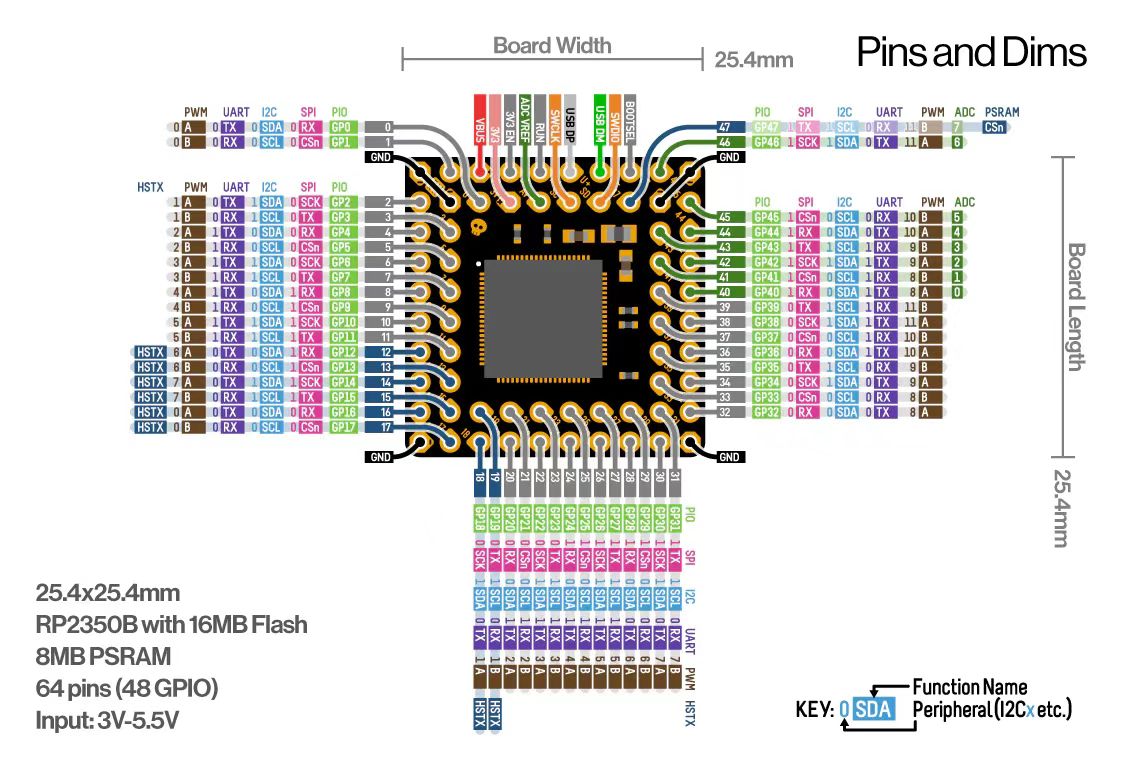 Board Width
25.4mm
Pins and Dims
PWM UART I2C SPI PIO
0 A 0 TX 0 SDA 0 RX GP0 0
0 B 0 RX 0 SCL 0 CSn GP1 1
GND
VBUS
3V3
3V3 EN
ADC VREF
RUN
SWCLK
USB DP
USB DM
SWDIO
BOOTSEL
PIO SPI I2C UART PWM ADC PSRAM
47 GP47 1 TX 1 SCL 0 RX 11 B 7 CSn
46 GP46 1 SCK 1 SDA 0 TX 11 A 6
GND
HSTX PWM UART I2C SPI PIO
1 A 0 TX 1 SDA 0 SCK GP2 2
1 B 0 RX 1 SCL 0 TX GP3 3
2 A 1 TX 0 SDA 0 RX GP4 4
2 B 1 RX 0 SCL 0 CSn GP5 5
3 A 1 TX 1 SDA 0 SCK GP6 6
3 B 1 RX 1 SCL 0 TX GP7 7
4 A 1 TX 0 SDA 1 RX GP8 8
4 B 1 RX 0 SCL 1 CSn GP9 9
5 A 1 TX 1 SDA 1 SCK GP10 10
5 B 1 RX 1 SCL 1 TX GP11 11
HSTX 6 A 0 TX 0 SDA 1 RX GP12 12
HSTX 6 B 0 RX 0 SCL 1 CSn GP13 13
HSTX 7 A 0 TX 1 SDA 1 SCK GP14 14
HSTX 7 B 0 RX 1 SCL 1 TX GP15 15
HSTX 0 A 0 TX 0 SDA 0 RX GP16 16
HSTX 0 B 0 RX 0 SCL 0 CSn GP17 17
GND
PIO SPI I2C UART PWM ADC
45 GP45 1 CSn 0 SCL 0 RX 10 B 5
44 GP44 1 RX 0 SDA 0 TX 10 A 4
43 GP43 1 TX 1 SCL 1 RX 9 B 3
42 GP42 1 SCK 1 SDA 1 TX 9 A 2
41 GP41 1 CSn 0 SCL 1 RX 8 B 1
40 GP40 1 RX 0 SDA 1 TX 8 A 0
39 GP39 0 TX 1 SCL 1 RX 11 B
38 GP38 0 SCK 1 SDA 1 TX 11 A
37 GP37 0 CSn 0 SCL 1 RX 10 B
36 GP36 0 RX 0 SDA 1 TX 10 A
35 GP35 0 TX 1 SCL 0 RX 9 B
34 GP34 0 SCK 1 SDA 0 TX 9 A
33 GP33 0 CSn 0 SCL 0 RX 8 B
32 GP32 0 RX 0 SDA 0 TX 8 A
GND
Board Length
25.4mm
18 GP18 0 SCK 1 SDA 0 TX 1 A HSTX
19 GP19 0 TX 1 SCL 0 RX 1 B HSTX
20 GP20 0 RX 0 SDA 1 TX 2 A
21 GP21 0 CSn 0 SCL 1 RX 2 B
22 GP22 0 SCK 1 SDA 1 TX 3 A
23 GP23 0 TX 1 SCL 1 RX 3 B
24 GP24 1 RX 0 SDA 1 TX 4 A
25 GP25 1 CSn 0 SCL 1 RX 4 B
26 GP26 1 SCK 1 SDA 1 TX 5 A
27 GP27 1 TX 1 SCL 1 RX 5 B
28 GP28 1 RX 0 SDA 0 TX 6 A
29 GP29 1 CSn 0 SCL 0 RX 6 B
30 GP30 1 SCK 1 SDA 0 TX 7 A
31 GP31 1 TX 1 SCL 0 RX 7 B
PIO SPI I2C UART PWM HSTX
25.4x25.4mm
RP2350B with 16MB Flash
8MB PSRAM
64 pins (48 GPIO)
Input: 3V-5.5V
KEY: 0 SDA
Function Name
Peripheral (I2Cx etc.)